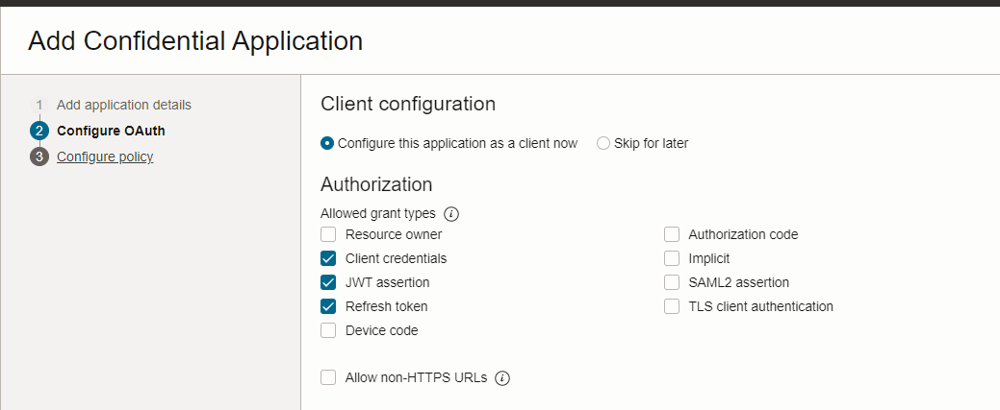 Add Confidential Application
1 Add application details
2 Configure OAuth
3 Configure policy
Client configuration
Configure this application as a client now Skip for later
Authorization
Allowed grant types i
Resource owner Authorization code
Client credentials Implicit
JWT assertion SAML2 assertion
Refresh token TLS client authentication
Device code
Allow non-HTTPS URLs i